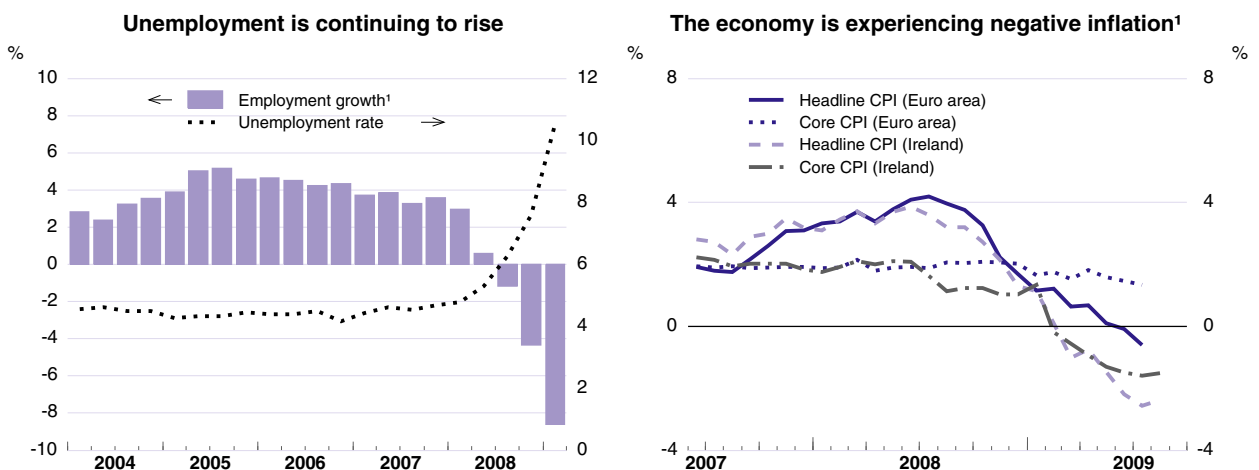 Unemployment is continuing to rise
%
10
8
6
4
2
0
-2
-4
-6
-8
-10
12
10
8
6
4
2
0
Employment growth¹
Unemployment rate
2004 2005 2006 2007 2008
The economy is experiencing negative inflation¹
% %
8 8
4 4
0 0
-4 -4
Headline CPI (Euro area)
Core CPI (Euro area)
Headline CPI (Ireland)
Core CPI (Ireland)
2007 2008 2009